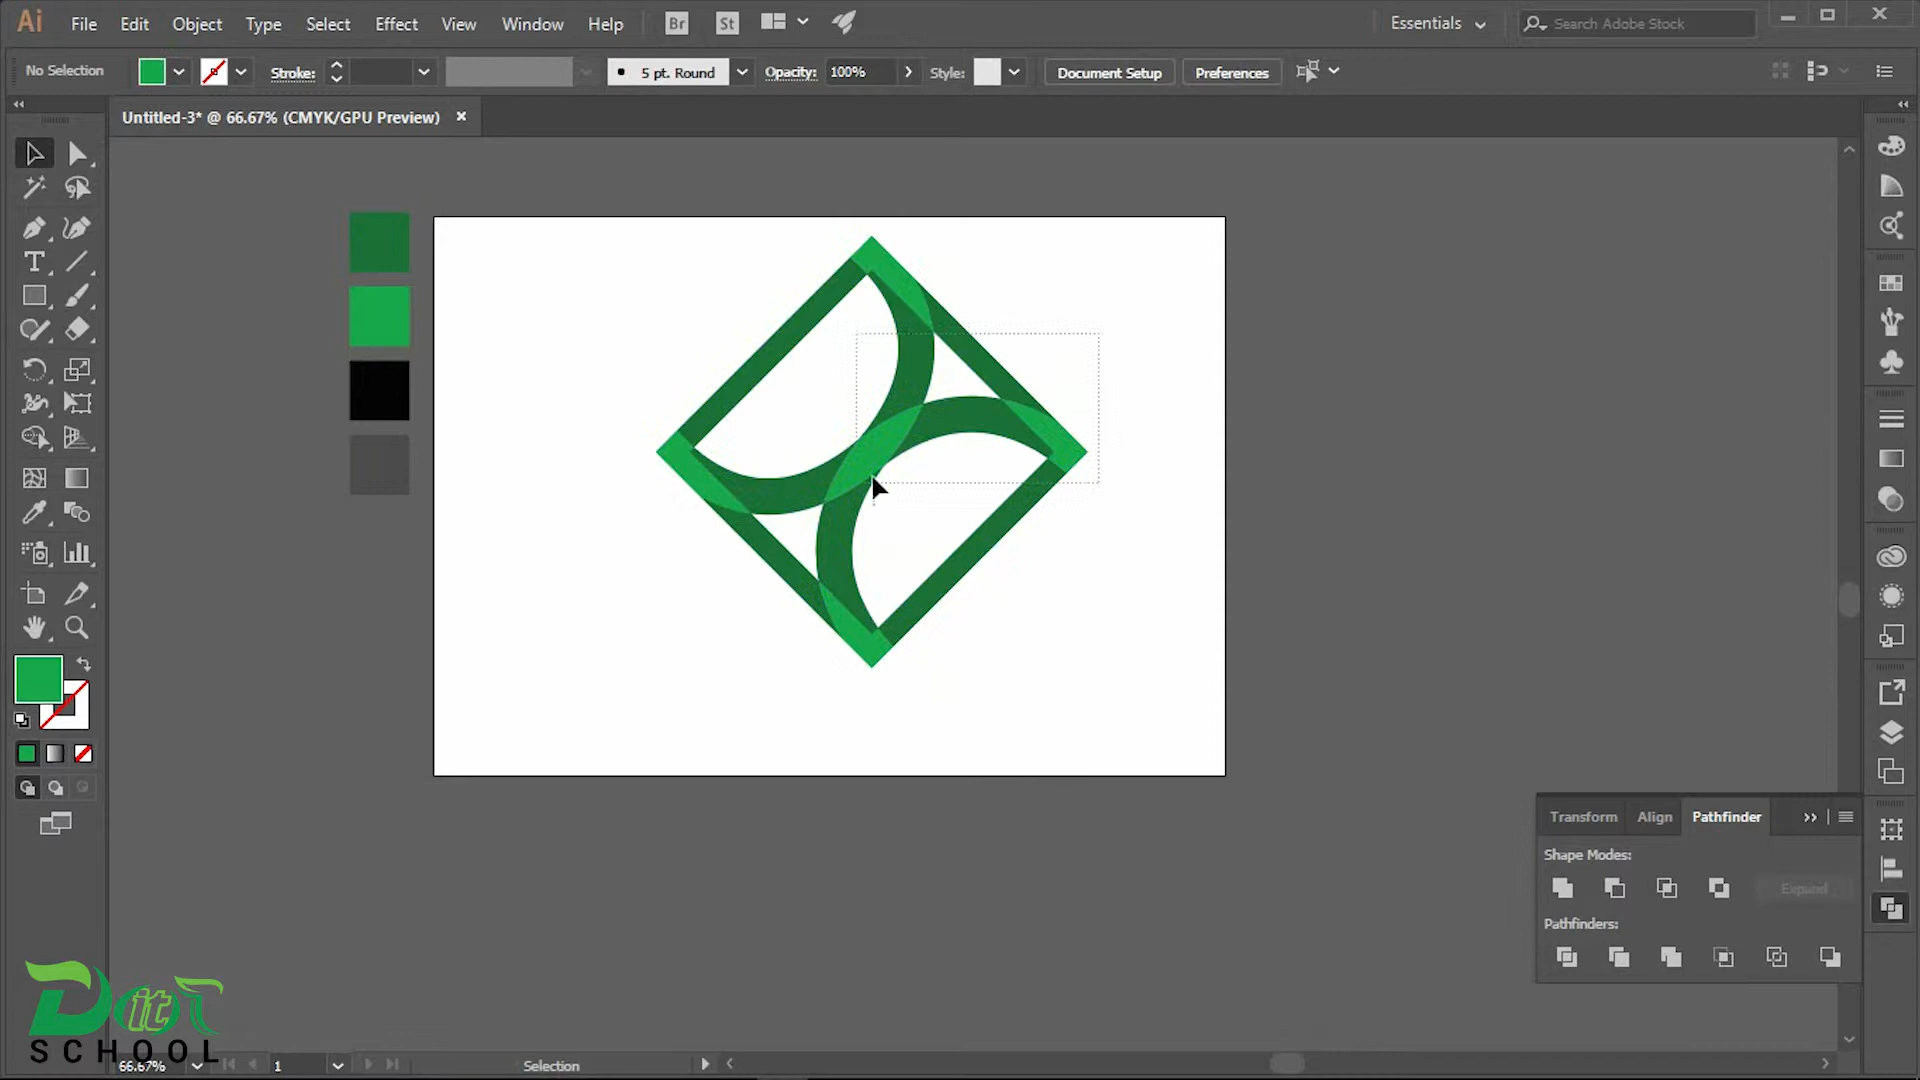 Ai File Edit Object Type Select Effect View Window Help Br St Essentials Search Adobe Stock
No Selection Stroke: 5 pt. Round Opacity: 100% Style: Document Setup Preferences
Untitled-3* @ 66.67% (CMYK/GPU Preview)
Transform Align Pathfinder
Shape Modes:
Expand
Pathfinders:
D it T
SCHOOL
66.67% 1 Selection